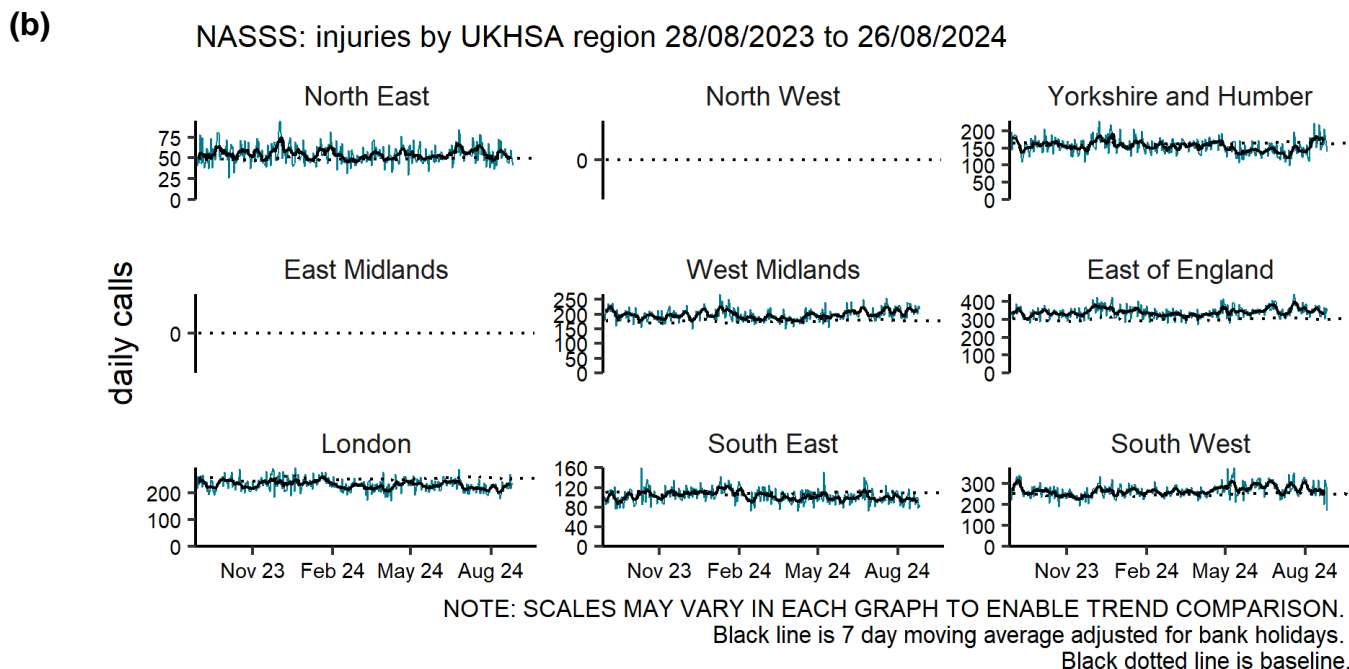 (b)
NASSS: injuries by UKHSA region 28/08/2023 to 26/08/2024
North East
North West
Yorkshire and Humber
75
50
25
0
0
200
150
100
50
0
daily calls
East Midlands
West Midlands
East of England
0
250
200
150
100
50
0
400
300
200
100
0
London
South East
South West
200
100
0
160
120
80
40
0
300
200
100
0
Nov 23 Feb 24 May 24 Aug 24
Nov 23 Feb 24 May 24 Aug 24
Nov 23 Feb 24 May 24 Aug 24
NOTE: SCALES MAY VARY IN EACH GRAPH TO ENABLE TREND COMPARISON.
Black line is 7 day moving average adjusted for bank holidays.
Black dotted line is baseline.